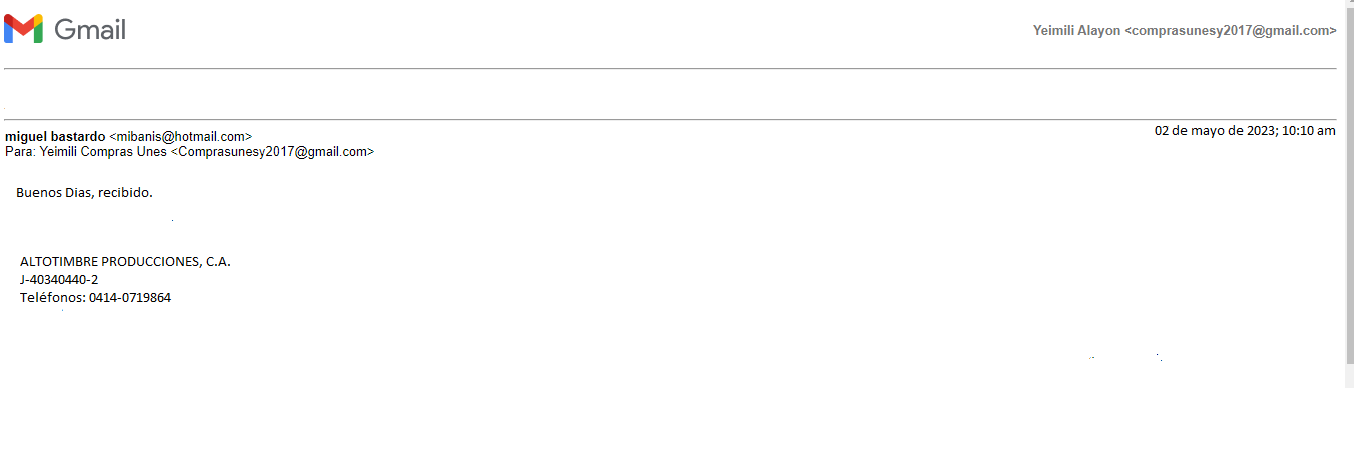 Gmail
Yeimili Alayon <comprasunesy2017@gmail.com>
miguel bastardo <mibanis@hotmail.com>
02 de mayo de 2023; 10:10 am
Para: Yeimili Compras Unes <Comprasunesy2017@gmail.com>
Buenos Dias, recibido.
ALTOTIMBRE PRODUCCIONES, C.A.
J-40340440-2
Teléfonos: 0414-0719864